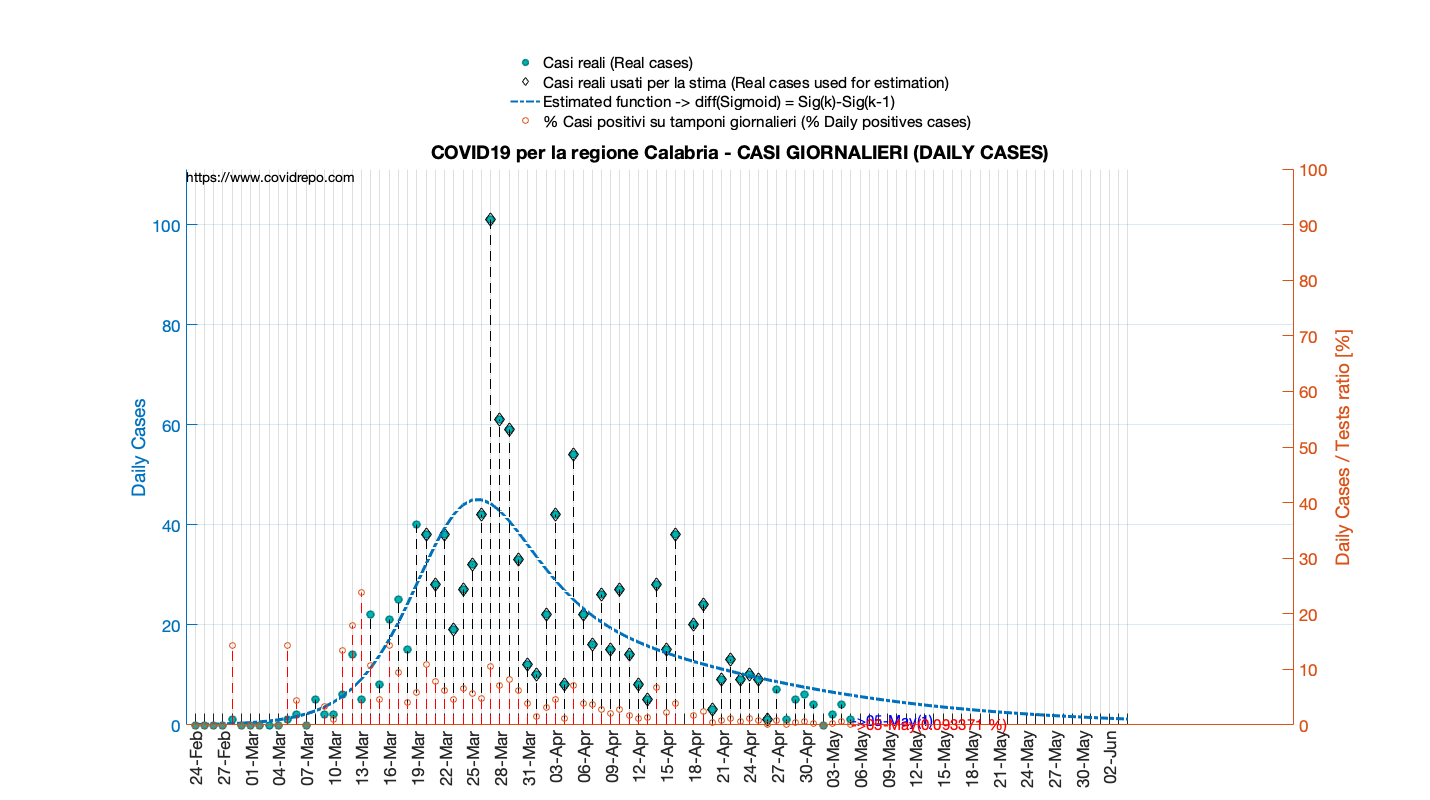 Casi reali (Real cases)
Casi reali usati per la stima (Real cases used for estimation)
Estimated function -> diff(Sigmoid) = Sig(k)-Sig(k-1)
% Casi positivi su tamponi giornalieri (% Daily positives cases)
COVID19 per la regione Calabria - CASI GIORNALIERI (DAILY CASES)
https://www.covidrepo.com
Daily Cases
100
80
60
40
20
0
Daily Cases / Tests ratio [%]
100
90
80
70
60
50
40
30
20
10
0
->05-May(1)
->05-May(0.093371 %)
24-Feb
27-Feb
01-Mar
04-Mar
07-Mar
10-Mar
13-Mar
16-Mar
19-Mar
22-Mar
25-Mar
28-Mar
31-Mar
03-Apr
06-Apr
09-Apr
12-Apr
15-Apr
18-Apr
21-Apr
24-Apr
27-Apr
30-Apr
03-May
06-May
09-May
12-May
15-May
18-May
21-May
24-May
27-May
30-May
02-Jun